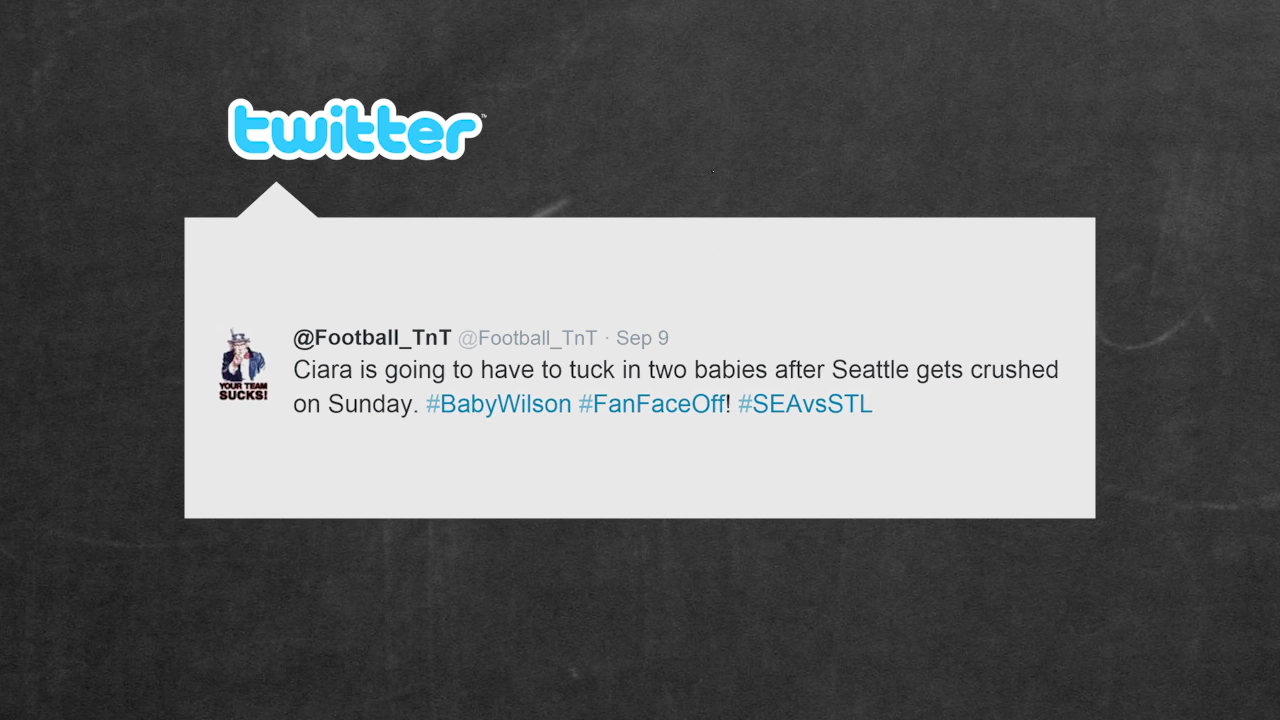 twitter
@Football_TnT @Football_TnT · Sep 9
Ciara is going to have to tuck in two babies after Seattle gets crushed
on Sunday. #BabyWilson #FanFaceOff! #SEAvsSTL
YOUR TEAM
SUCKS!